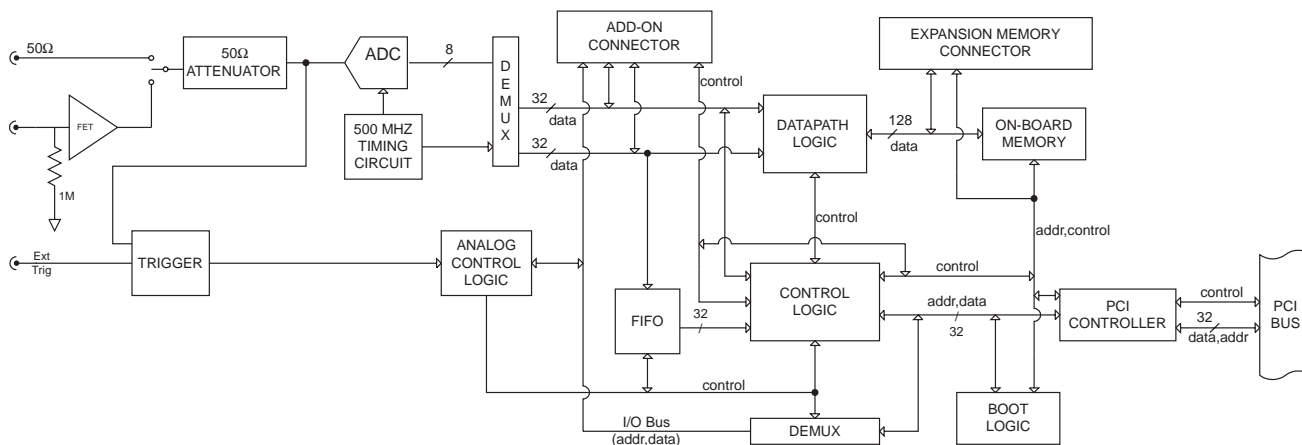 50Ω
50Ω
ATTENUATOR
ADC
8
DEMUX
ADD-ON
CONNECTOR
EXPANSION MEMORY
CONNECTOR
control
FET
1M
500 MHZ
TIMING
CIRCUIT
32
data
32
data
DATAPATH
LOGIC
128
data
ON-BOARD
MEMORY
control
addr,control
Ext
Trig
TRIGGER
ANALOG
CONTROL
LOGIC
FIFO
32
CONTROL
LOGIC
control
addr,data
32
PCI
CONTROLLER
control
32
data,addr
PCI
BUS
control
I/O Bus
(addr,data)
DEMUX
BOOT
LOGIC